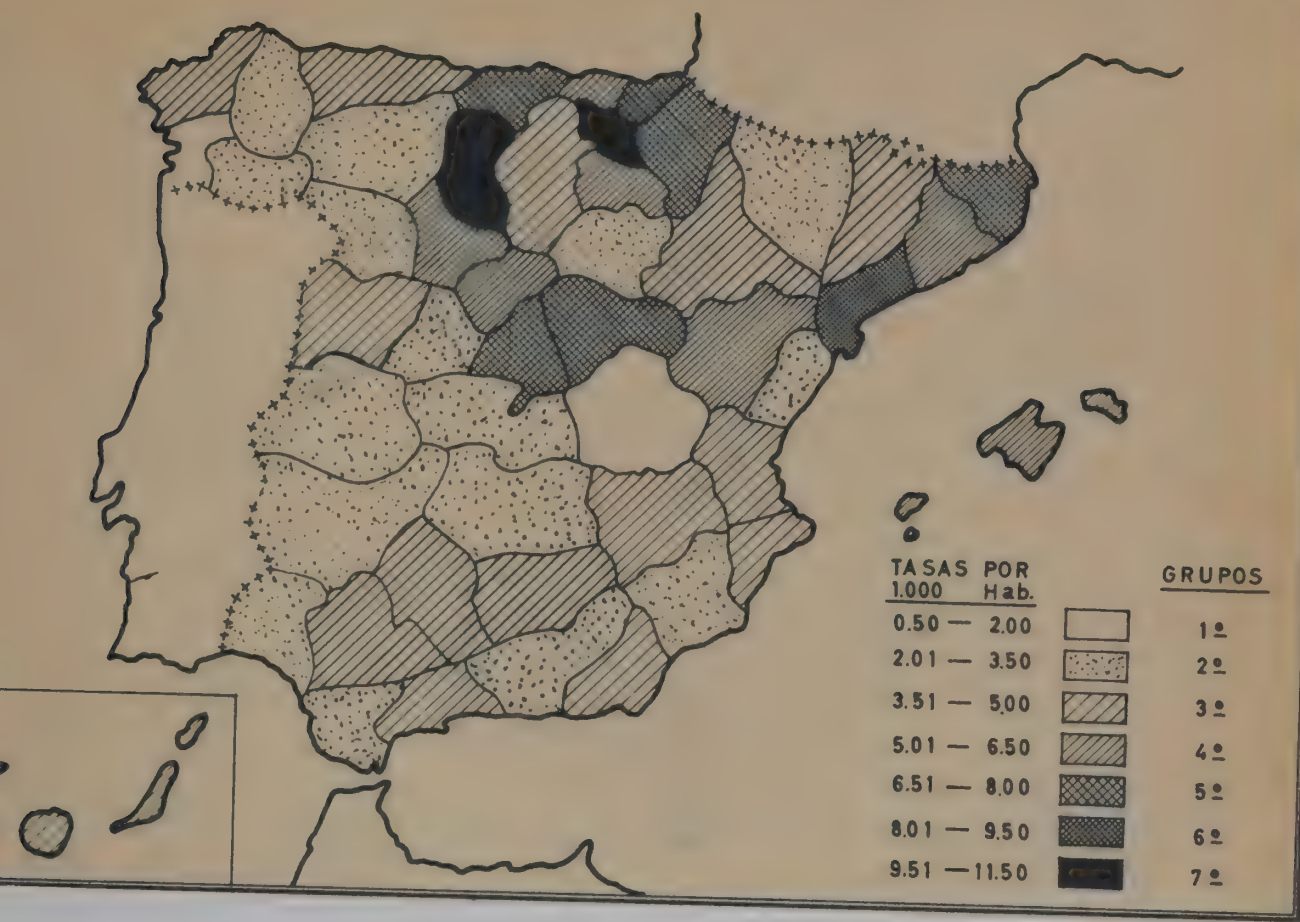 TASAS POR
1.000 Hab.
GRUPOS
0.50 — 2.00 1º
2.01 — 3.50 2º
3.51 — 5.00 3º
5.01 — 6.50 4º
6.51 — 8.00 5º
8.01 — 9.50 6º
9.51 — 11.50 7º